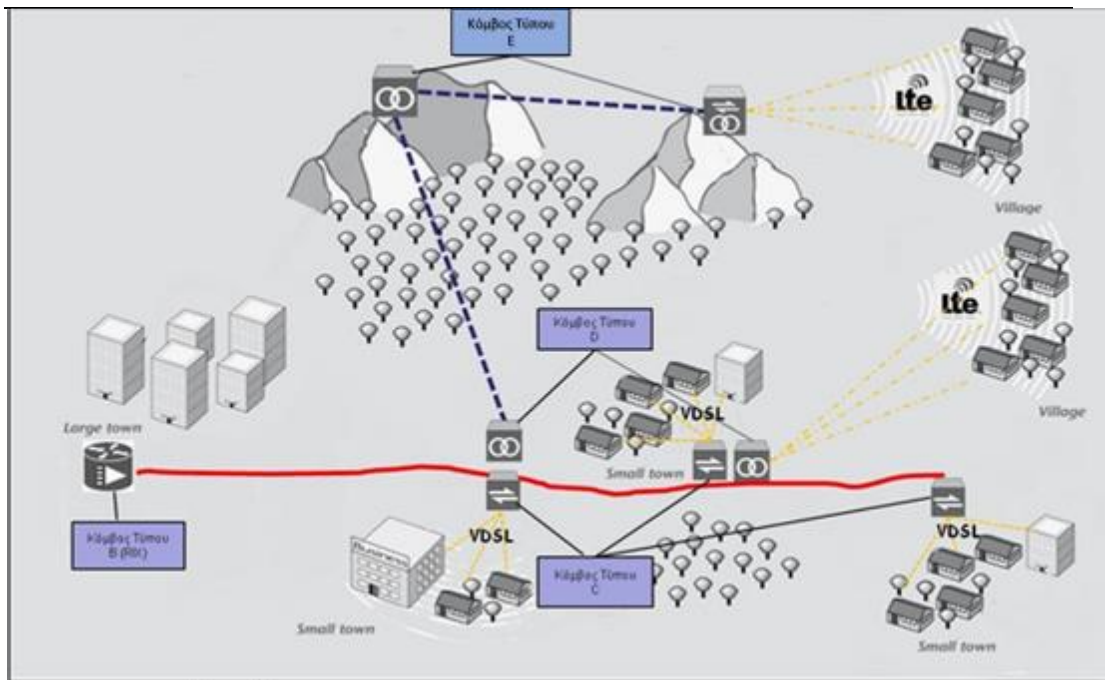 Κόμβος Τύπου
E
Lte
Village
Κόμβος Τύπου
D
Lte
Village
Large town
VDSL
Small town
Κόμβος Τύπου
B (RIX)
VDSL
Business
Κόμβος Τύπου
C
VDSL
Small town
Small town